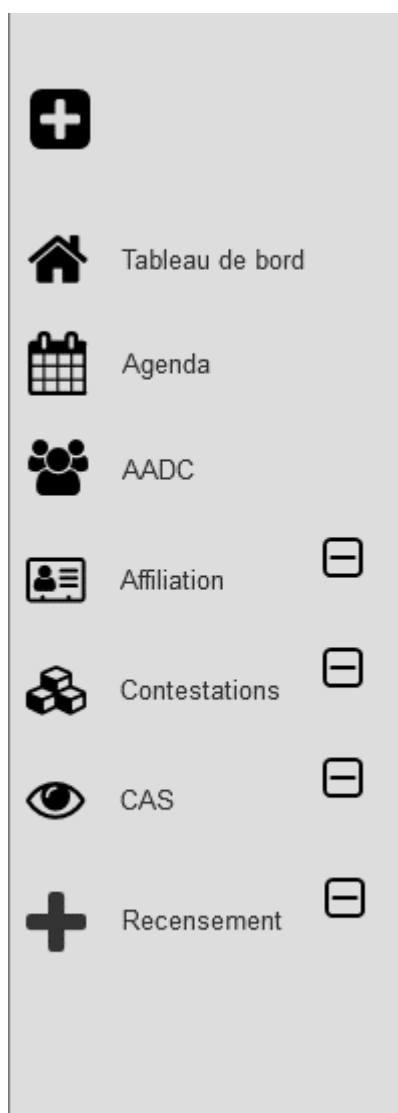 Tableau de bord
Agenda
AADC
Affiliation
Contestations
CAS
Recensement